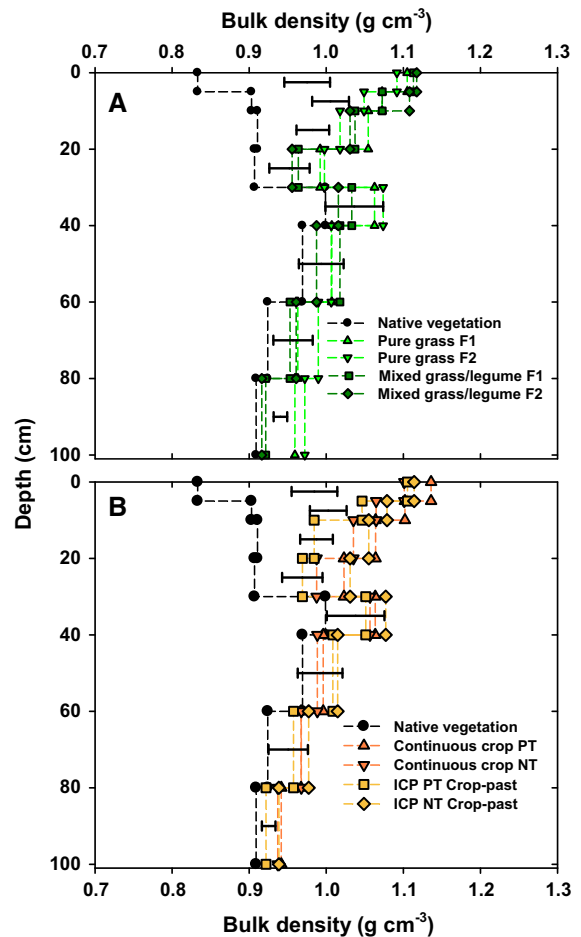 Bulk density (g cm⁻³)
0.7 0.8 0.9 1.0 1.1 1.2 1.3
A
0
20
40
60
80
100
Native vegetation
Pure grass F1
Pure grass F2
Mixed grass/legume F1
Mixed grass/legume F2
Depth (cm)
B
0
20
40
60
80
100
Native vegetation
Continuous crop PT
Continuous crop NT
ICP PT Crop-past
ICP NT Crop-past
0.7 0.8 0.9 1.0 1.1 1.2 1.3
Bulk density (g cm⁻³)